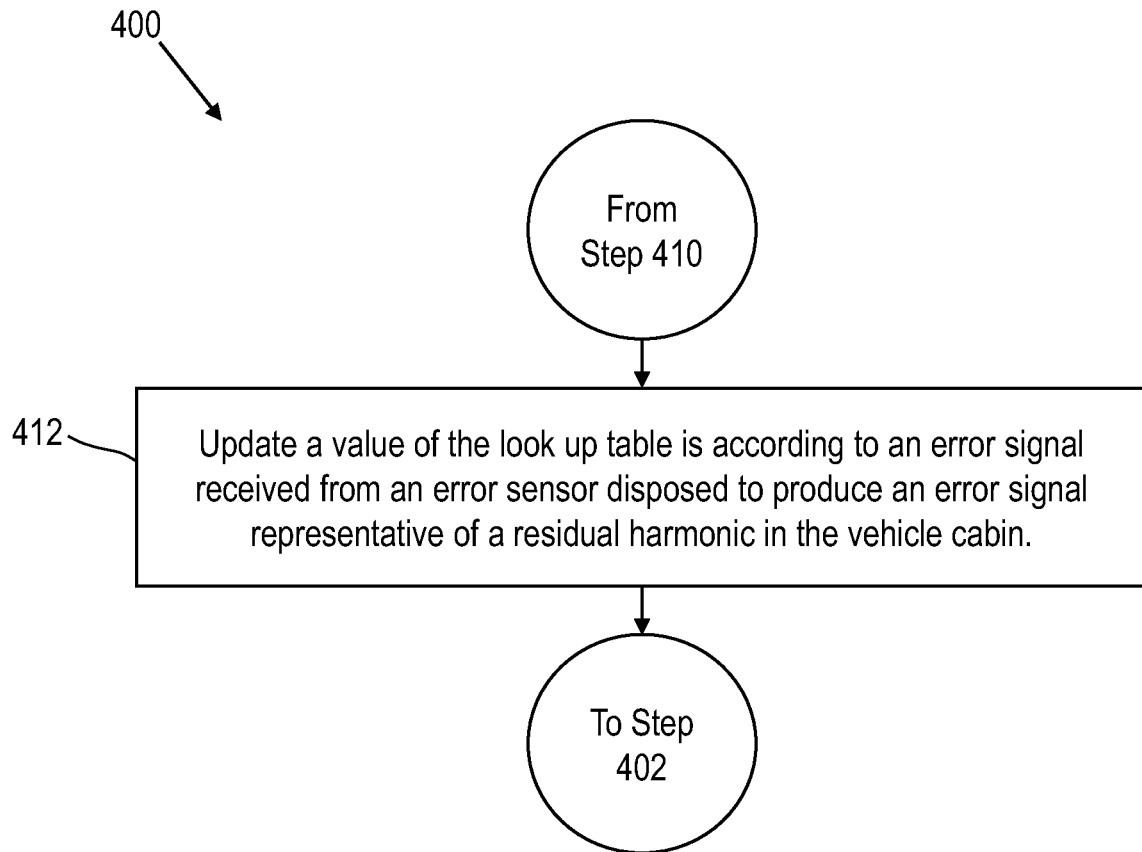 400
From
Step 410
412
Update a value of the look up table is according to an error signal
received from an error sensor disposed to produce an error signal
representative of a residual harmonic in the vehicle cabin.
To Step
402